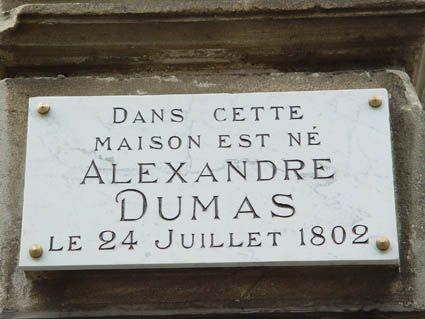 Dans cette
maison est né
Alexandre
Dumas
le 24 Juillet 1802